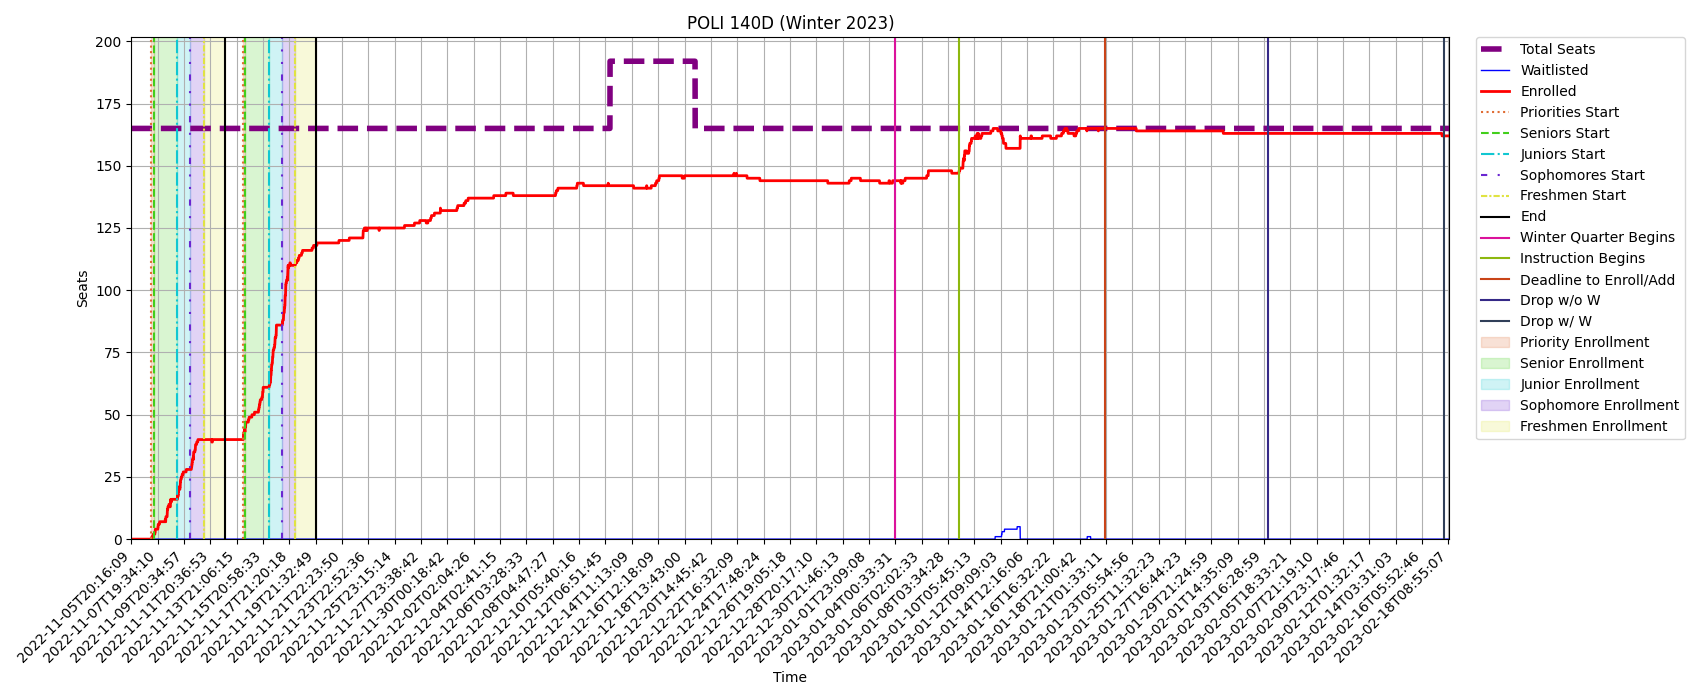 POLI 140D (Winter 2023)
200
175
150
125
100
75
50
25
0
Seats
2022-11-05T20:16:09
2022-11-07T19:34:10
2022-11-09T20:34:57
2022-11-11T20:36:53
2022-11-13T21:06:15
2022-11-15T20:58:33
2022-11-17T21:20:18
2022-11-19T21:32:49
2022-11-21T22:23:50
2022-11-23T22:52:36
2022-11-25T23:15:14
2022-11-27T23:38:42
2022-11-30T00:18:42
2022-12-02T02:04:26
2022-12-04T02:41:15
2022-12-06T03:28:33
2022-12-08T04:47:27
2022-12-10T05:40:16
2022-12-12T06:51:45
2022-12-14T11:13:09
2022-12-16T12:18:09
2022-12-18T13:43:00
2022-12-20T14:45:42
2022-12-22T16:32:09
2022-12-24T17:48:24
2022-12-26T19:05:18
2022-12-28T20:17:10
2022-12-30T21:46:13
2023-01-01T23:09:08
2023-01-04T00:33:31
2023-01-06T02:02:33
2023-01-08T03:34:28
2023-01-10T05:45:13
2023-01-12T09:09:03
2023-01-14T12:16:06
2023-01-16T16:32:22
2023-01-18T21:00:42
2023-01-21T01:33:11
2023-01-23T05:54:56
2023-01-25T11:32:23
2023-01-27T16:44:23
2023-01-29T21:24:59
2023-02-01T14:35:09
2023-02-03T16:28:59
2023-02-05T18:33:21
2023-02-07T21:19:10
2023-02-09T23:17:46
2023-02-12T01:32:17
2023-02-14T03:31:03
2023-02-16T05:52:46
2023-02-18T08:55:07
Time
Total Seats
Waitlisted
Enrolled
Priorities Start
Seniors Start
Juniors Start
Sophomores Start
Freshmen Start
End
Winter Quarter Begins
Instruction Begins
Deadline to Enroll/Add
Drop w/o W
Drop w/ W
Priority Enrollment
Senior Enrollment
Junior Enrollment
Sophomore Enrollment
Freshmen Enrollment